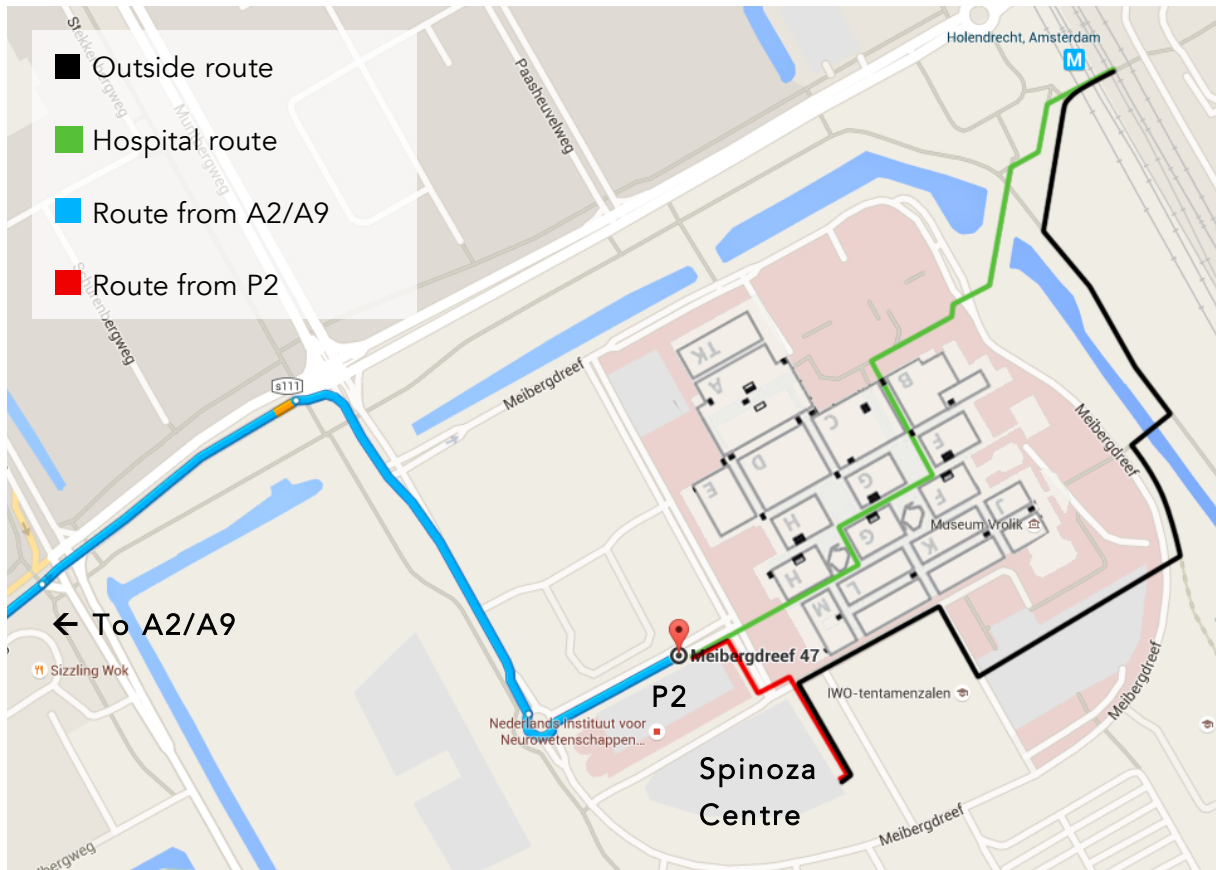 Outside route
Hospital route
Route from A2/A9
Route from P2
Muntbergweg
Paasheuvelweg
Holendrecht, Amsterdam
M
s111
Meibergdreef
TK
A
B
C
D
E
F
F
G
G
H
H
J
K
L
M
Museum Vrolik
Meibergdreef
← To A2/A9
Sizzling Wok
Meibergdreef 47
P2
IWO-tentamenzalen
Nederlands Instituut voor
Neurowetenschappen...
Spinoza
Centre
Meibergdreef
Meibergdreef